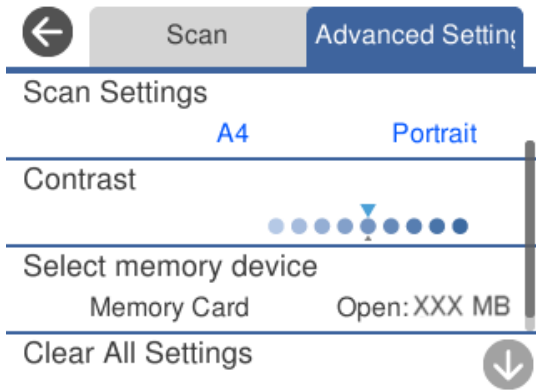 Scan
Advanced Setting
Scan Settings
A4 Portrait
Contrast
Select memory device
Memory Card Open: XXX MB
Clear All Settings